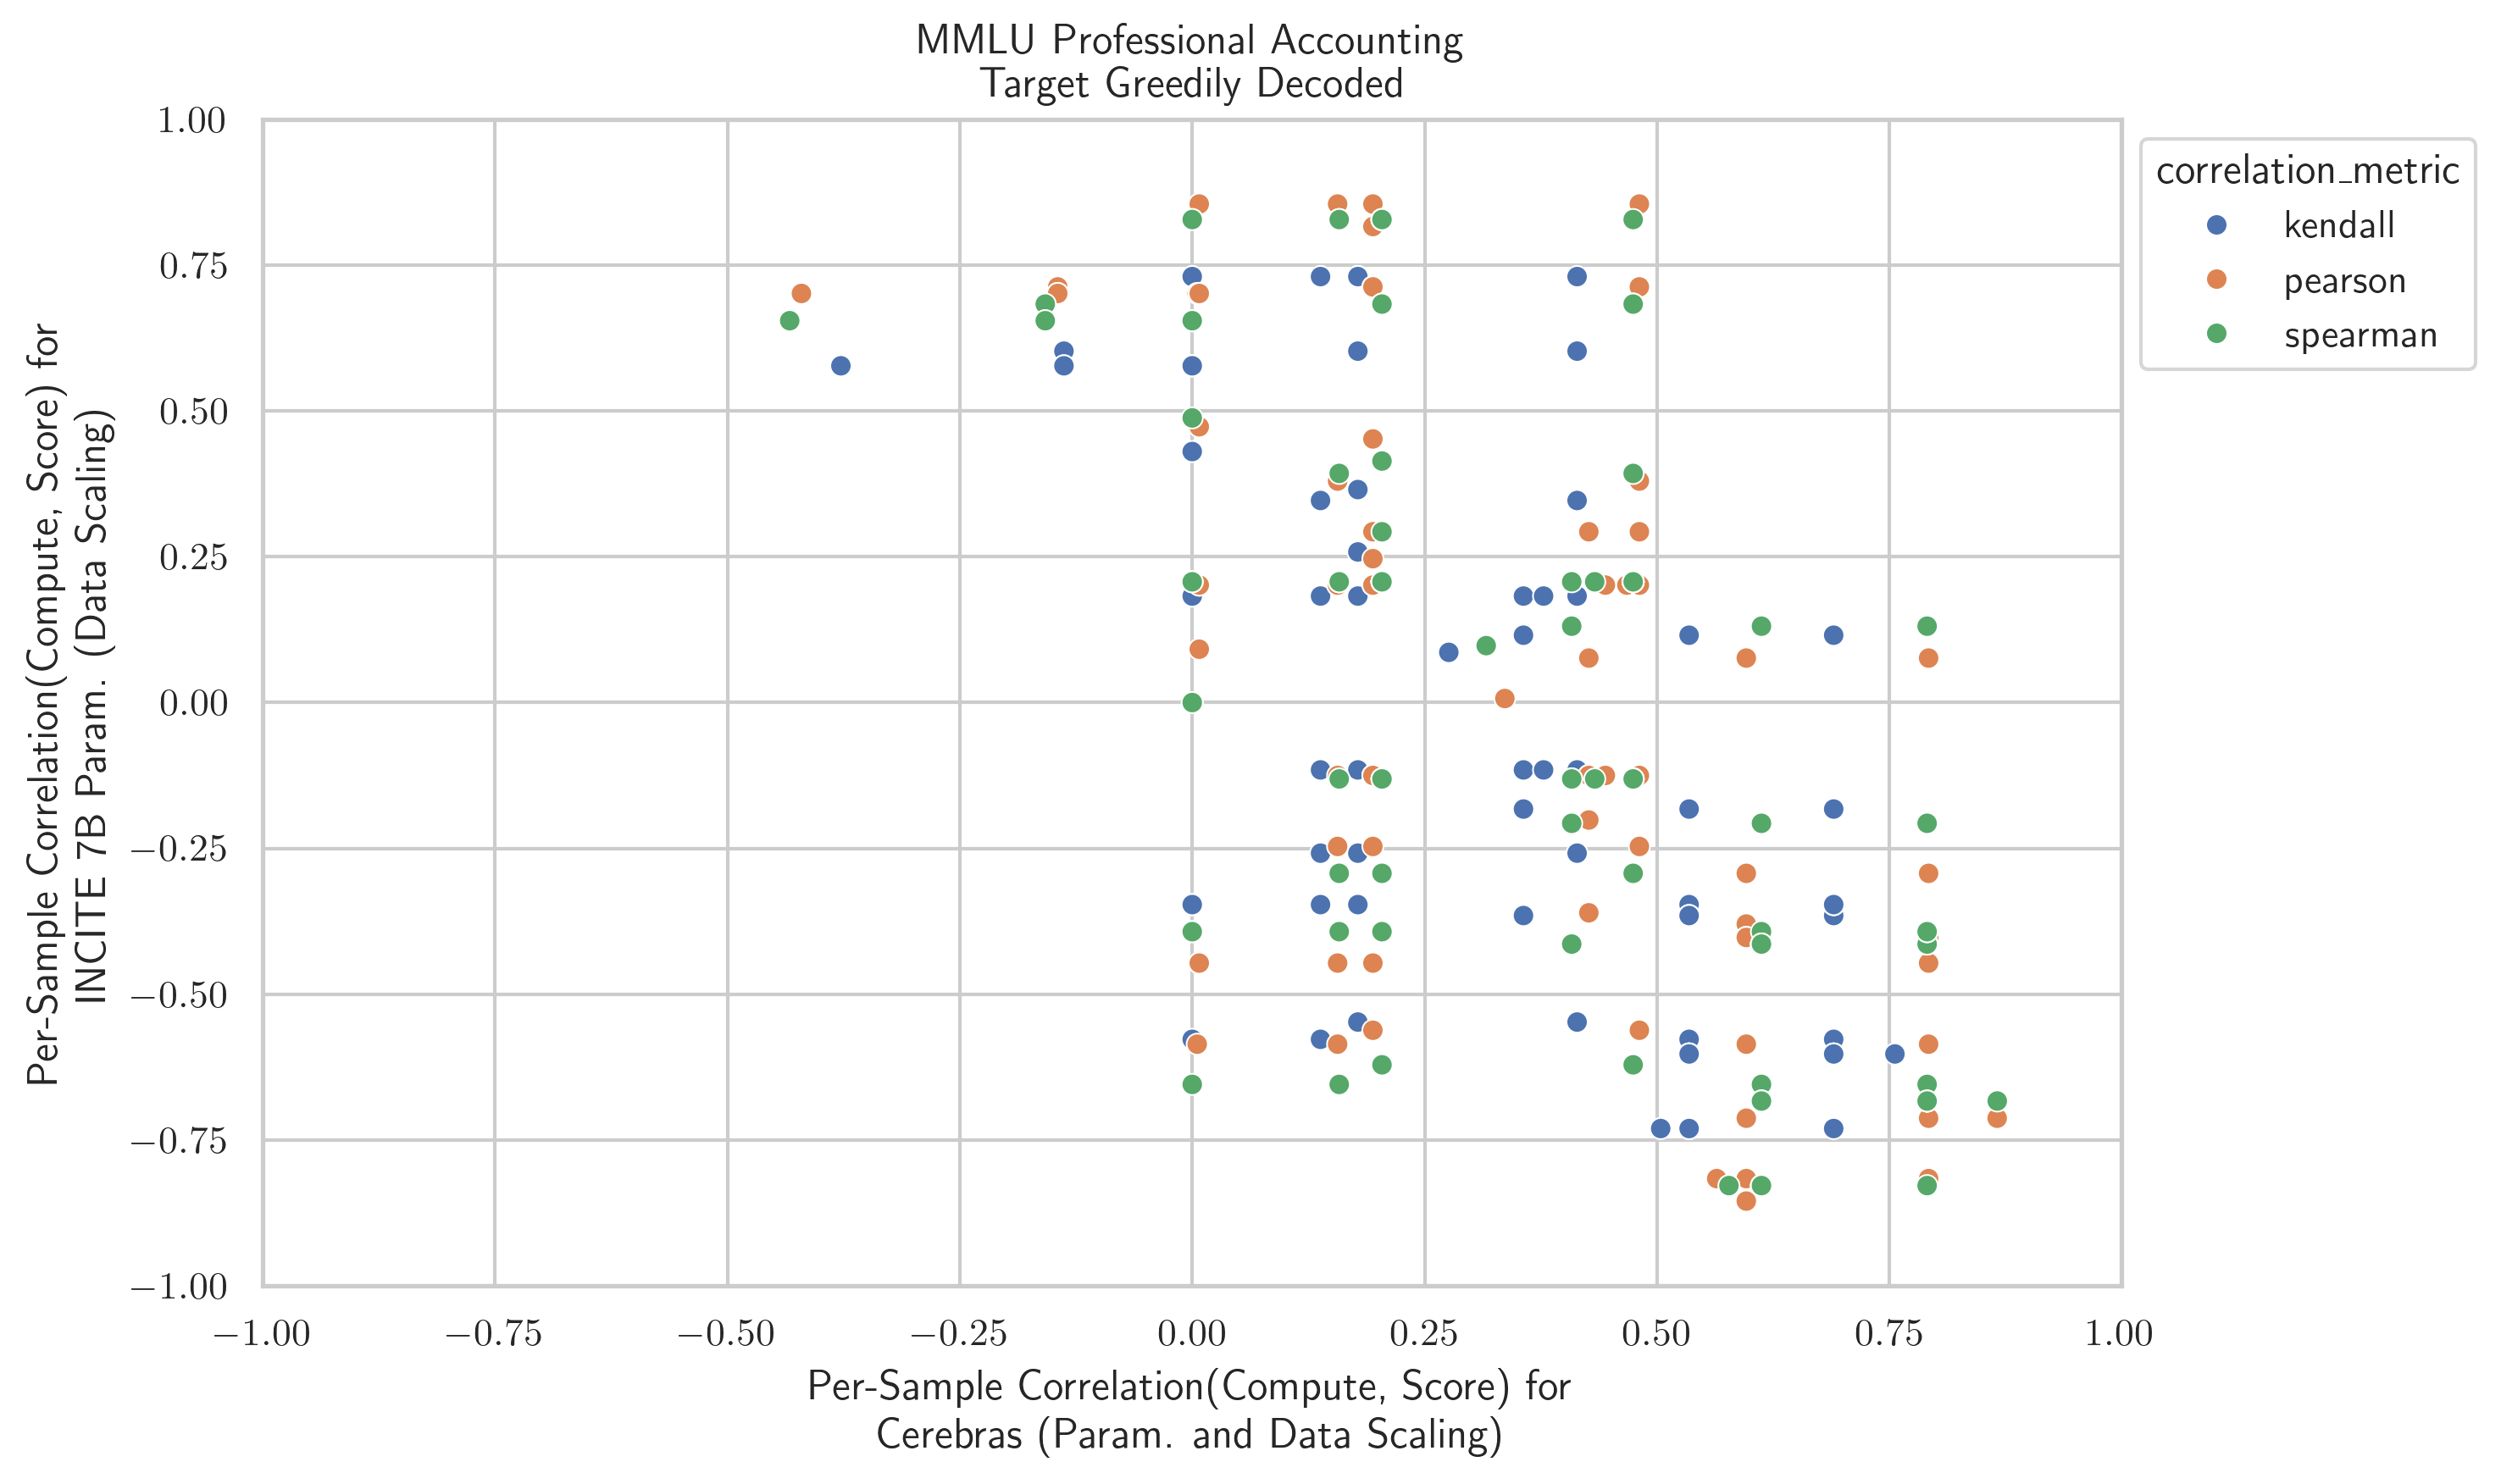 MMLU Professional Accounting
Target Greedily Decoded
Per-Sample Correlation(Compute, Score) for
INCITE 7B Param. (Data Scaling)
1.00
0.75
0.50
0.25
0.00
−0.25
−0.50
−0.75
−1.00
−1.00 −0.75 −0.50 −0.25 0.00 0.25 0.50 0.75 1.00
Per-Sample Correlation(Compute, Score) for
Cerebras (Param. and Data Scaling)
correlation_metric
kendall
pearson
spearman